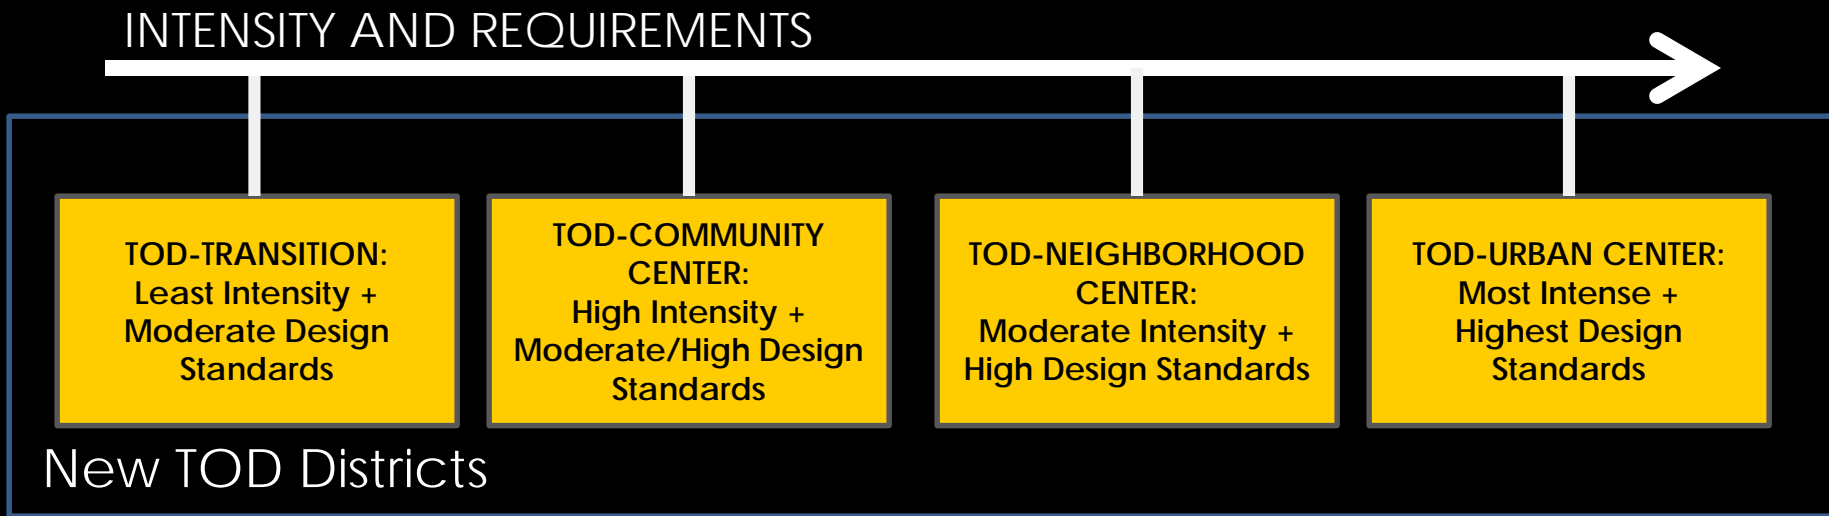 INTENSITY AND REQUIREMENTS
TOD-TRANSITION:
Least Intensity +
Moderate Design
Standards
TOD-COMMUNITY
CENTER:
High Intensity +
Moderate/High Design
Standards
TOD-NEIGHBORHOOD
CENTER:
Moderate Intensity +
High Design Standards
TOD-URBAN CENTER:
Most Intense +
Highest Design
Standards
New TOD Districts